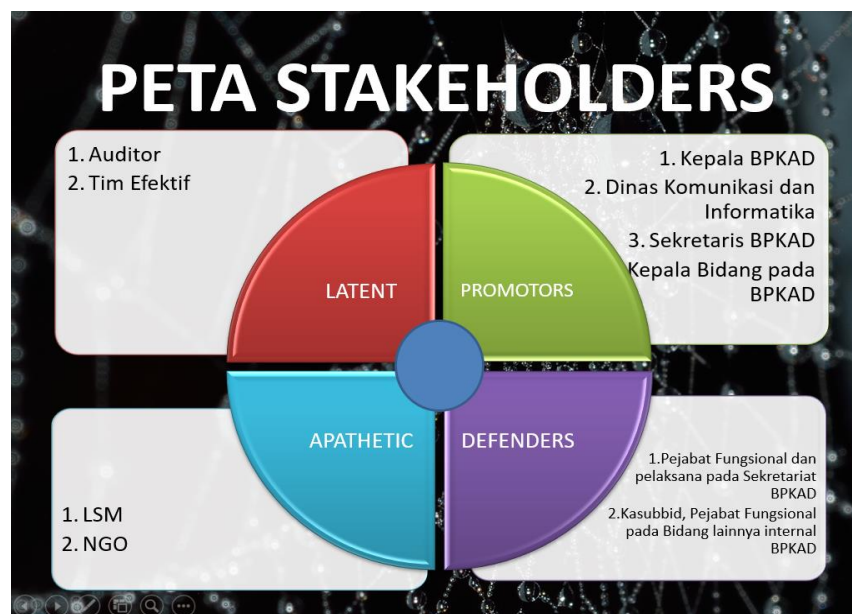 PETA STAKEHOLDERS
1. Auditor
2. Tim Efektif
1. Kepala BPKAD
2. Dinas Komunikasi dan
Informatika
3. Sekretaris BPKAD
Kepala Bidang pada
BPKAD
LATENT
PROMOTORS
APATHETIC
DEFENDERS
1. LSM
2. NGO
1.Pejabat Fungsional dan
pelaksana pada Sekretariat
BPKAD
2.Kasubbid, Pejabat Fungsional
pada Bidang lainnya internal
BPKAD